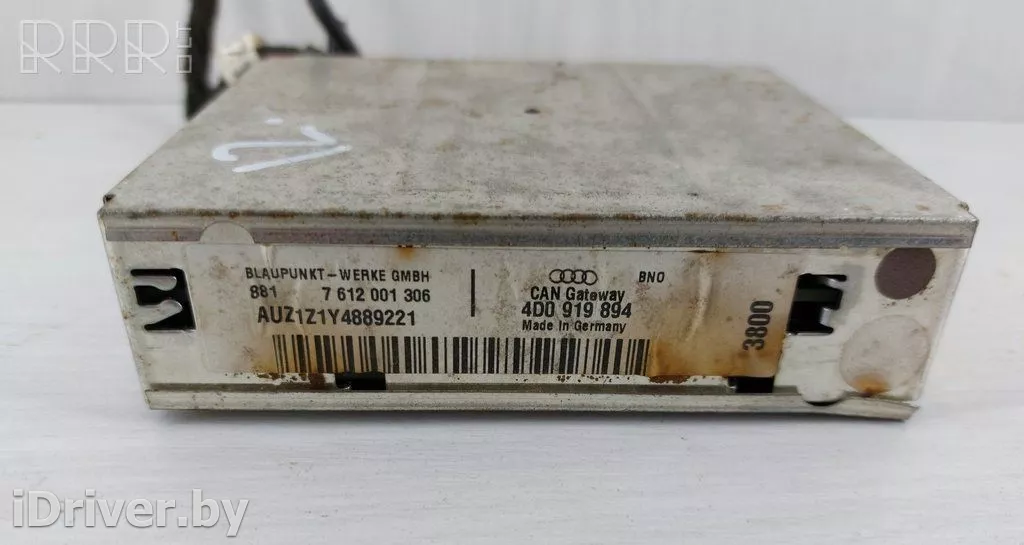 RRR
BLAUPUNKT-WERKE GMBH
881 7 612 001 306
AUZ1Z1Y4889221
BNO
CAN Gateway
4D0 919 894
Made in Germany
3800
iDriver.by